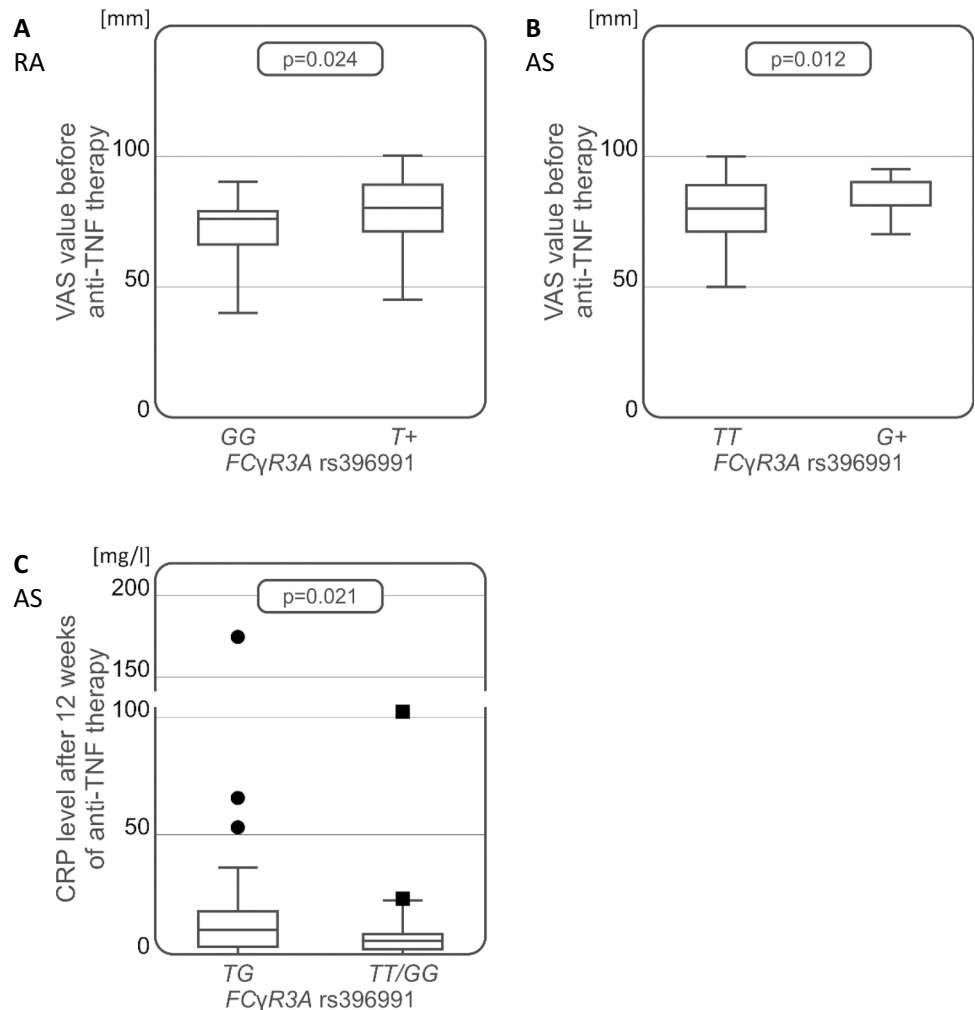 A
RA
[mm]
p=0.024
VAS value before
anti-TNF therapy
100
50
0
GG
T+
FCγR3A rs396991
B
AS
[mm]
p=0.012
VAS value before
anti-TNF therapy
100
50
0
TT
G+
FCγR3A rs396991
C
AS
[mg/l]
p=0.021
CRP level after 12 weeks
of anti-TNF therapy
200
150
100
50
0
TG
TT/GG
FCγR3A rs396991